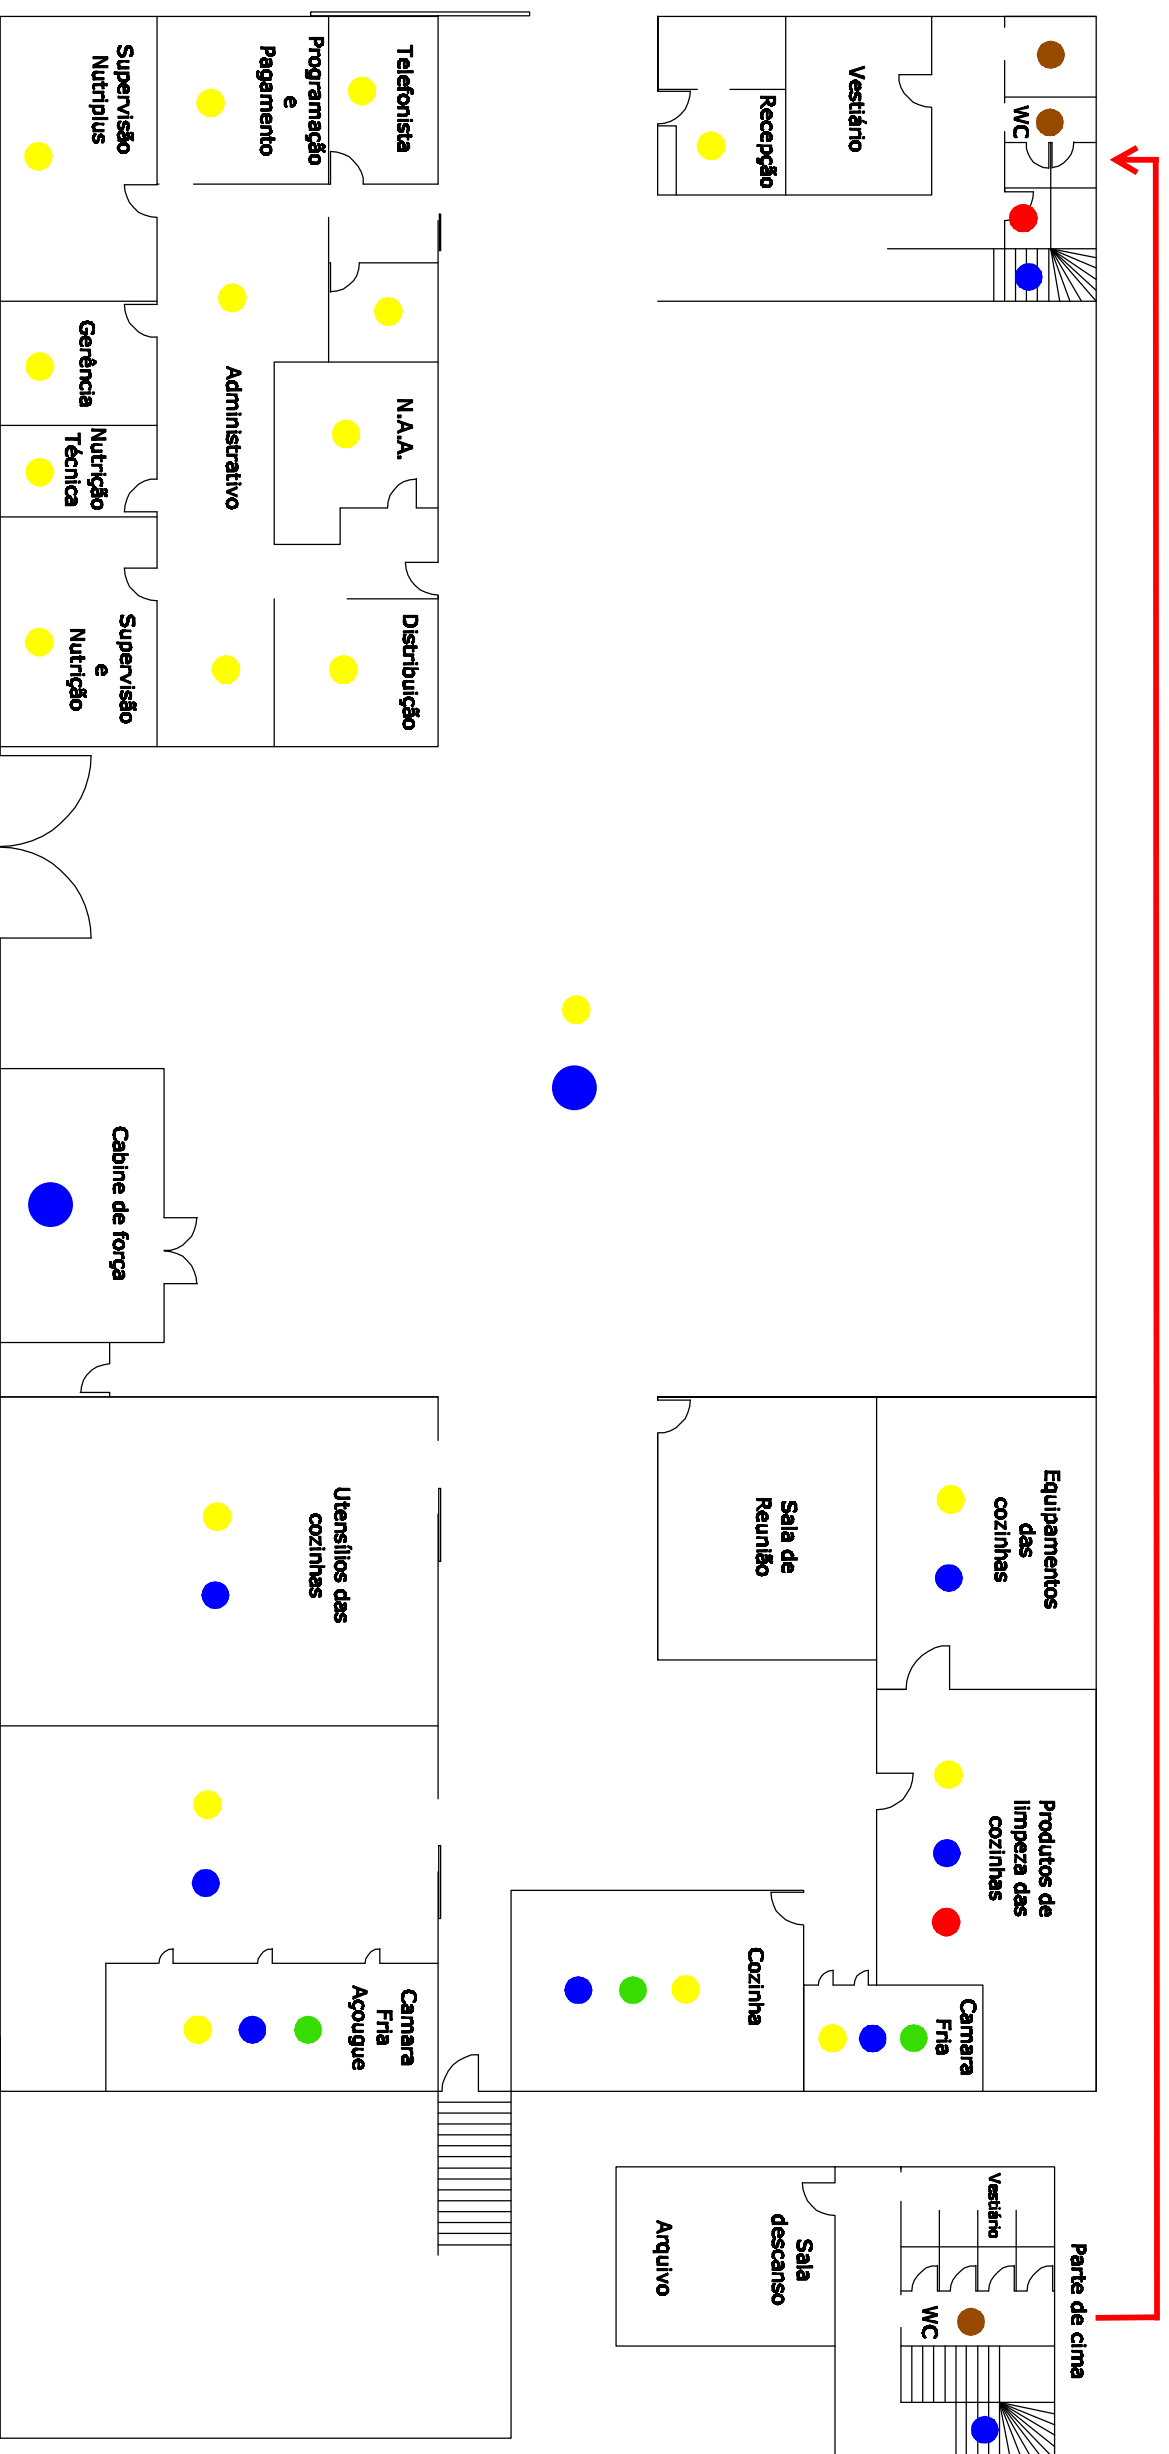 Supervisão
Nutriplus
Programação
e
Pagamento
Telefonista
Recepção
Vestiário
WC
Gerência
Nutrição
Técnica
Administrativo
N.A.A.
Supervisão
e
Nutrição
Distribuição
Cabine de força
Utensílios das
cozinhas
Sala de
Reunião
Equipamentos
das
cozinhas
Produtos de
limpeza das
cozinhas
Cozinha
Camara
Fria
Camara
Fria
Açougue
Arquivo
Sala
descanso
Vestiário
WC
Parte de cima